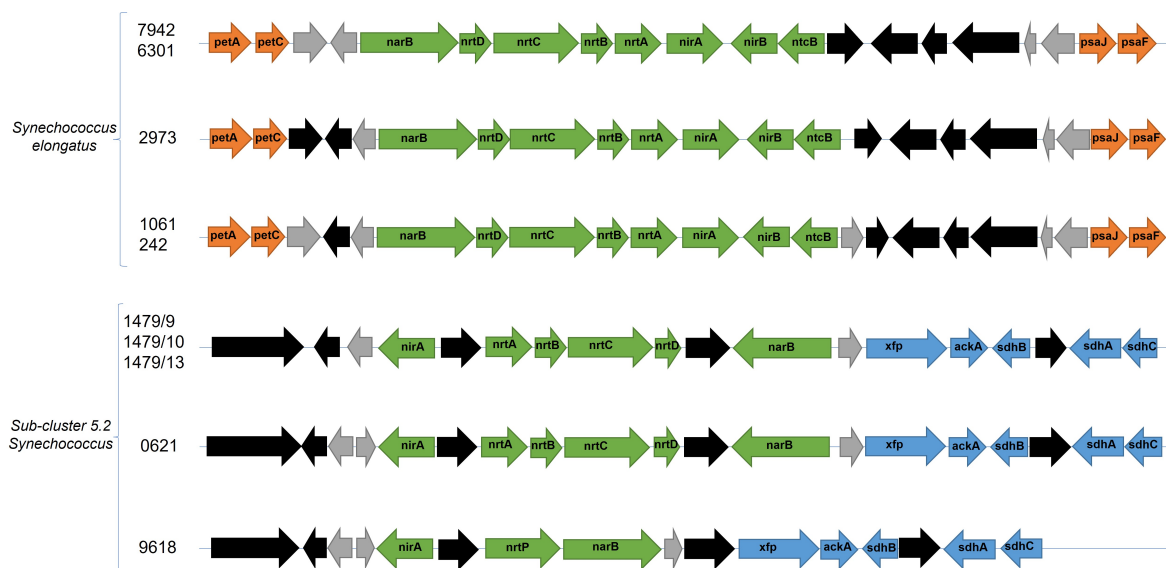 7942
6301
petA petC narB nrtD nrtC nrtB nrtA nirA nirB ntcB psaJ psaF
Synechococcus
elongatus
2973
petA petC narB nrtD nrtC nrtB nrtA nirA nirB ntcB psaJ psaF
1061
242
petA petC narB nrtD nrtC nrtB nrtA nirA nirB ntcB psaJ psaF
1479/9
1479/10
1479/13
nirA nrtA nrtB nrtC nrtD narB xfp ackA sdhB sdhA sdhC
Sub-cluster 5.2
Synechococcus
0621
nirA nrtA nrtB nrtC nrtD narB xfp ackA sdhB sdhA sdhC
9618
nirA nrtP narB xfp ackA sdhB sdhA sdhC